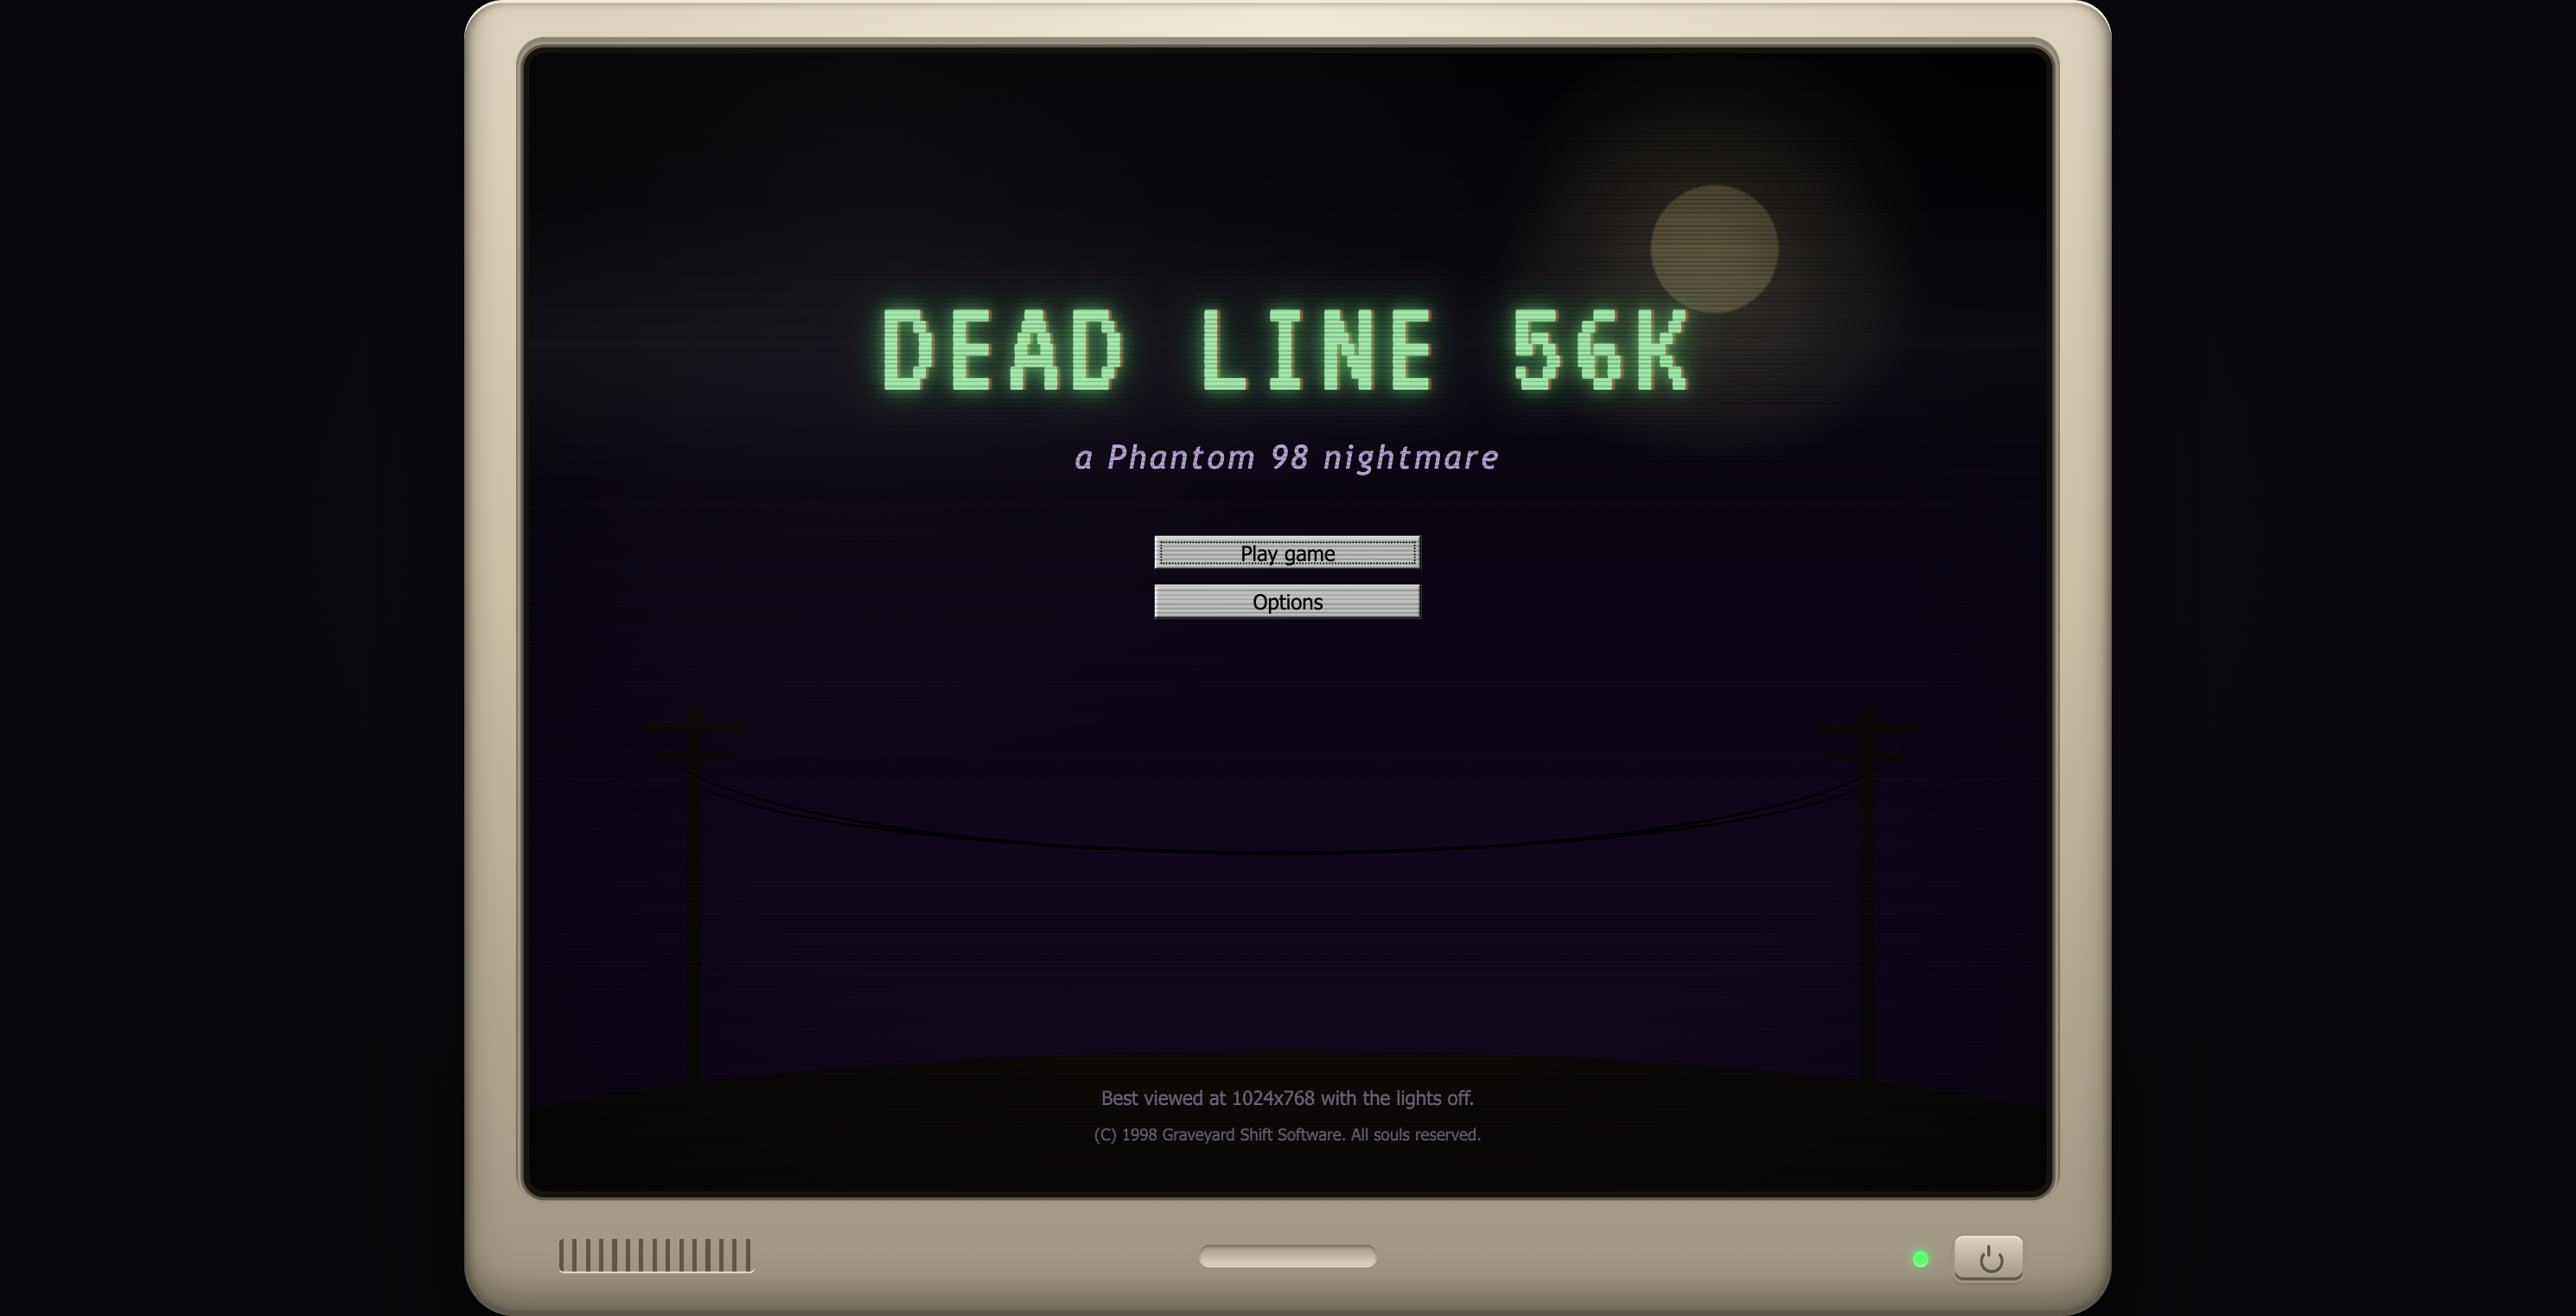 DEAD LINE 56K
a Phantom 98 nightmare
Play game
Options
Best viewed at 1024x768 with the lights off.
(C) 1998 Graveyard Shift Software. All souls reserved.